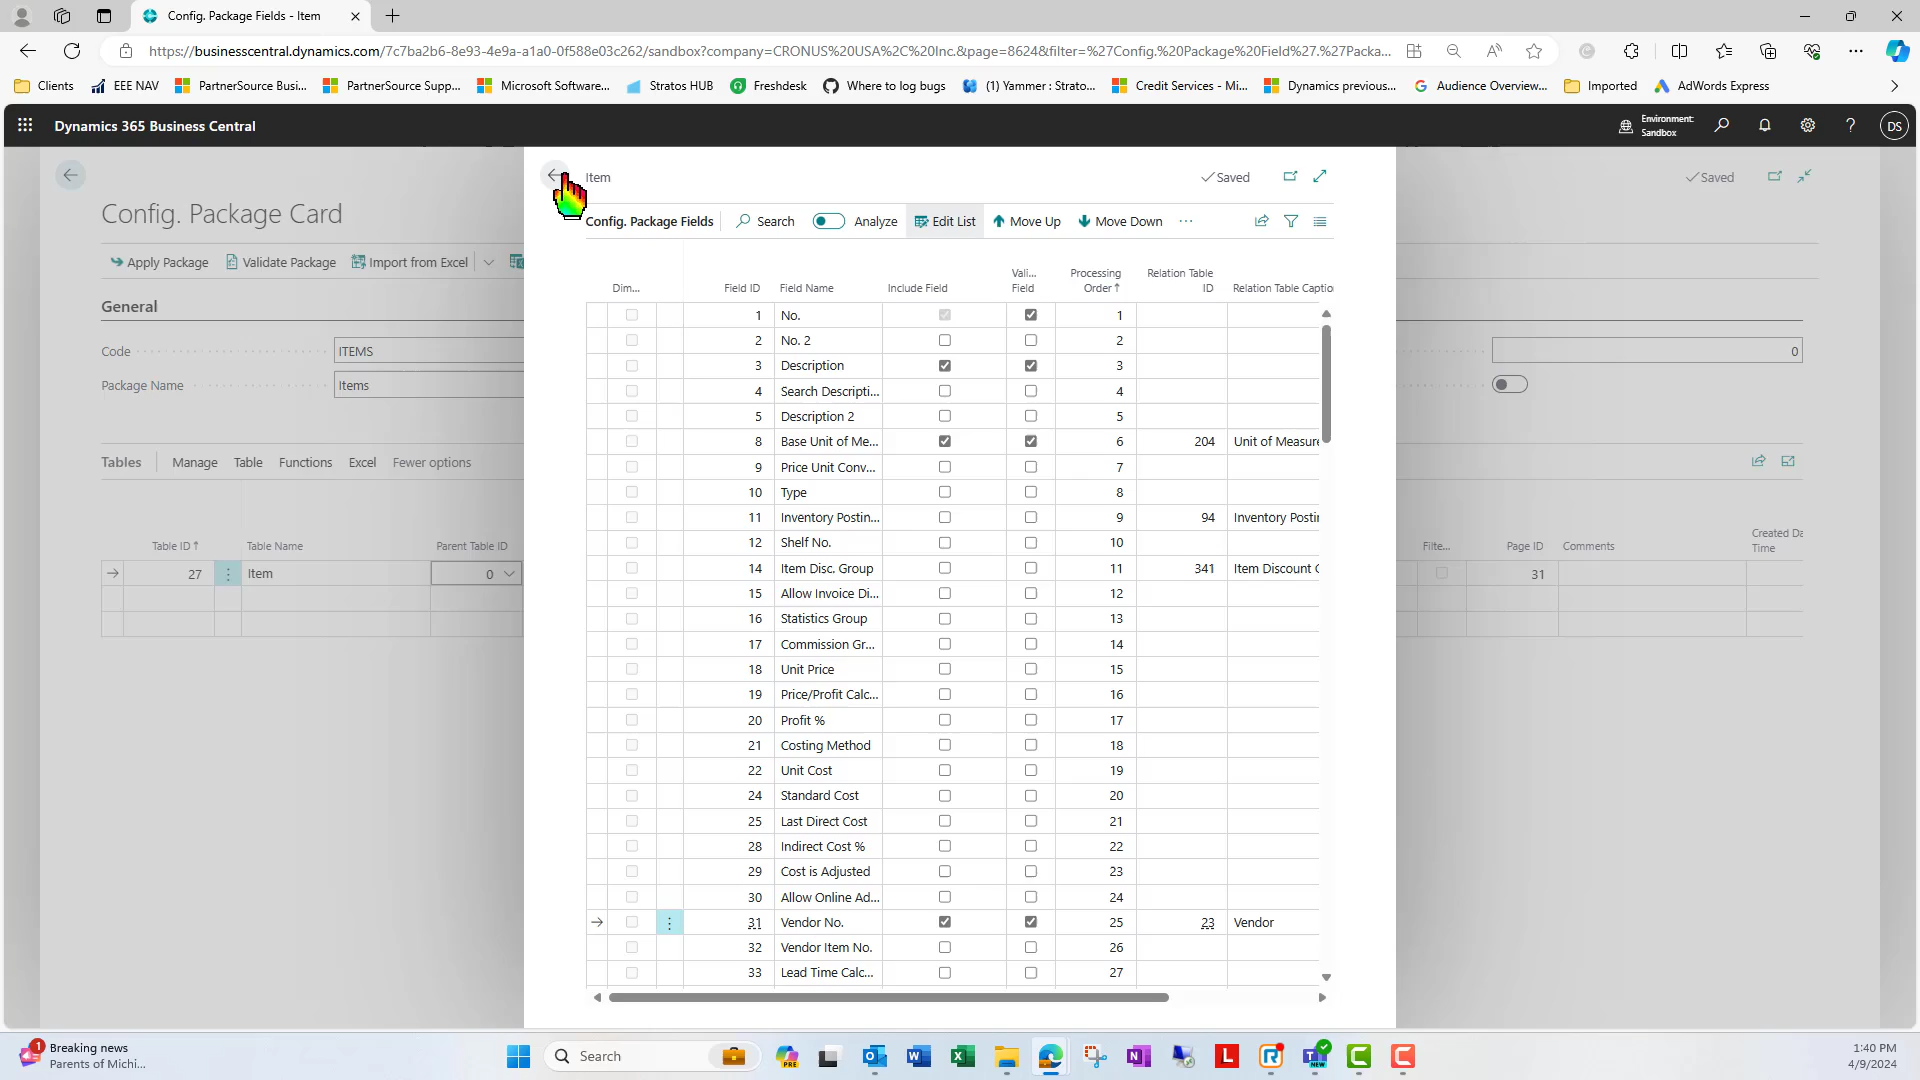 Config. Package Fields - Item
https://businesscentral.dynamics.com/7c7ba2b6-8e93-4e9a-a1a0-0f588e03c262/sandbox?company=CRONUS%20USA%2C%20Inc.&page=8624&filter=%27Config.%20Package%20Field%27.%27Packa...
Clients EEE NAV PartnerSource Busi... PartnerSource Supp... Microsoft Software... Stratos HUB Freshdesk Where to log bugs (1) Yammer : Strato... Credit Services - Mi... Dynamics previous... Audience Overview... Imported AdWords Express
Dynamics 365 Business Central
Environment:
Sandbox
DS
Config. Package Card
Saved
Apply Package Validate Package Import from Excel
General
Code ITEMS
0
Package Name Items
Tables Manage Table Functions Excel Fewer options
Table ID↑ Table Name Parent Table ID
27 Item 0
Filte... Page ID Comments
Created Da
Time
31
Item
Saved
Config. Package Fields Search Analyze Edit List Move Up Move Down ...
Dim... Field ID Field Name Include Field Vali... Field Processing Order↑ Relation Table ID Relation Table Captio
1 No. 1
2 No. 2 2
3 Description 3
4 Search Descripti... 4
5 Description 2 5
8 Base Unit of Me... 6 204 Unit of Measure
9 Price Unit Conv... 7
10 Type 8
11 Inventory Postin... 9 94 Inventory Postin
12 Shelf No. 10
14 Item Disc. Group 11 341 Item Discount G
15 Allow Invoice Di... 12
16 Statistics Group 13
17 Commission Gr... 14
18 Unit Price 15
19 Price/Profit Calc... 16
20 Profit % 17
21 Costing Method 18
22 Unit Cost 19
24 Standard Cost 20
25 Last Direct Cost 21
28 Indirect Cost % 22
29 Cost is Adjusted 23
30 Allow Online Ad... 24
31 Vendor No. 25 23 Vendor
32 Vendor Item No. 26
33 Lead Time Calc... 27
1
Breaking news
Parents of Michi...
Search
PRE
NEW
1:40 PM
4/9/2024